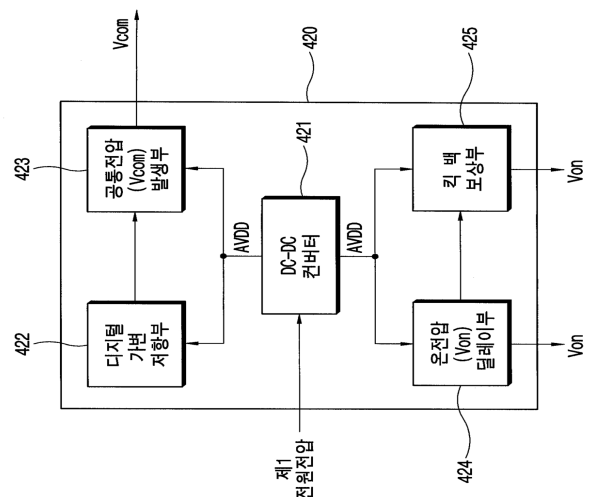 Vcom
420
423
공통전압
(Vcom)
발생부
421
425
킥 백
보상부
Von
AVDD
DC-DC
컨버터
AVDD
422
디지털
가변
저항부
온전압
(Von)
딜레이부
Von
424
제1
전원전압